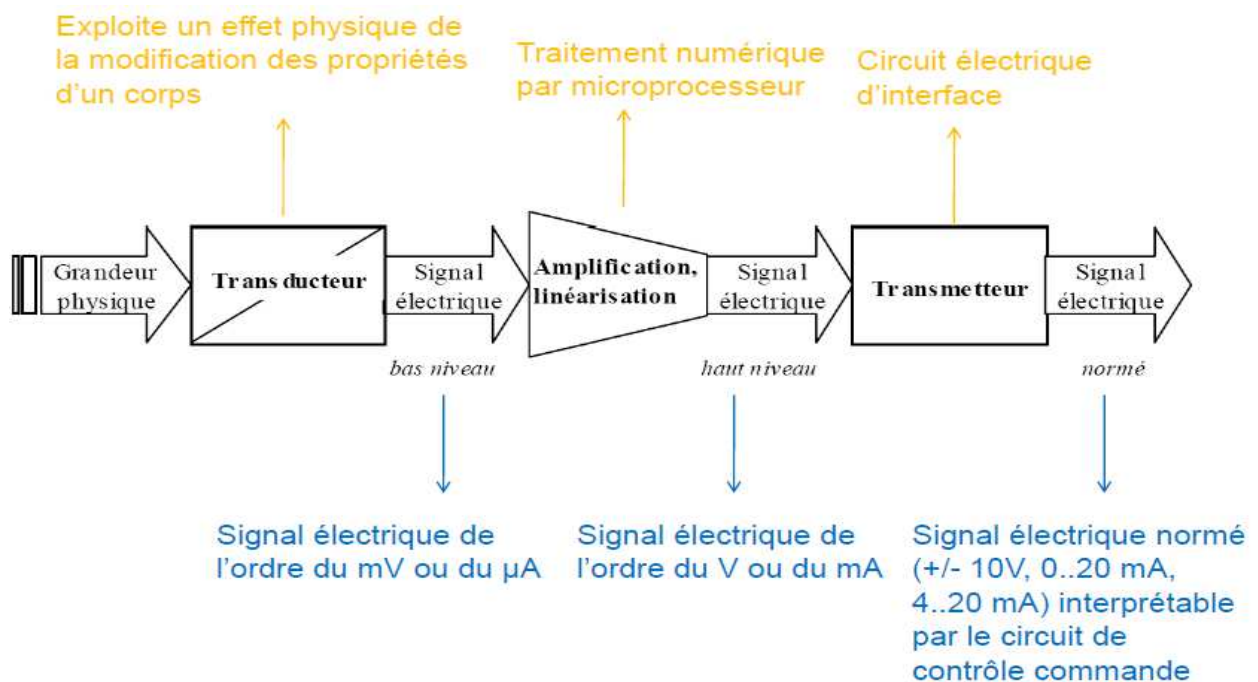 Exploite un effet physique de
la modification des propriétés
d'un corps
Traitement numérique
par microprocesseur
Circuit électrique
d'interface
Grandeur
physique
Transducteur
Signal
électrique
Amplification,
linéarisation
Signal
électrique
Transmetteur
Signal
électrique
bas niveau
haut niveau
normé
Signal électrique de
l'ordre du mV ou du µA
Signal électrique de
l'ordre du V ou du mA
Signal électrique normé
(+/- 10V, 0..20 mA,
4..20 mA) interprétable
par le circuit de
contrôle commande